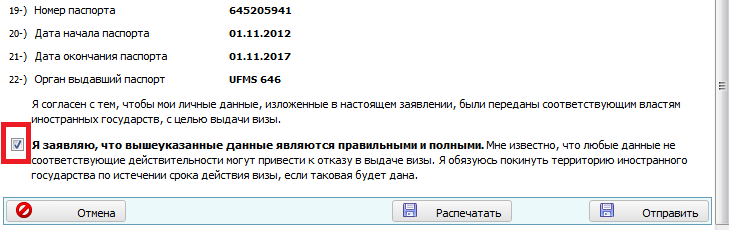 19-) Номер паспорта 645205941
20-) Дата начала паспорта 01.11.2012
21-) Дата окончания паспорта 01.11.2017
22-) Орган выдавший паспорт UFMS 646
Я согласен с тем, чтобы мои личные данные, изложенные в настоящем заявлении, были переданы соответствующим властям
иностранных государств, с целью выдачи визы.
Я заявляю, что вышеуказанные данные являются правильными и полными. Мне известно, что любые данные не
соответствующие действительности могут привести к отказу в выдаче визы. Я обязуюсь покинуть территорию иностранного
государства по истечении срока действия визы, если таковая будет дана.
Отмена Распечатать Отправить